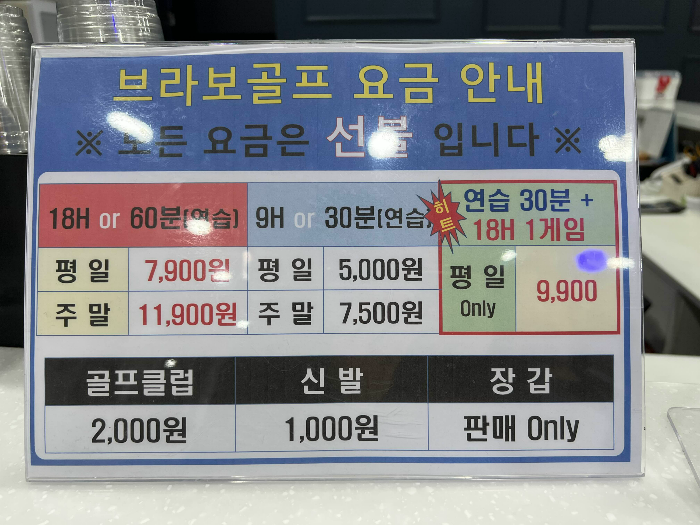 브라보골프 요금 안내
※ 모든 요금은 선불 입니다 ※
18H or 60분[연습] 9H or 30분[연습] 히트 연습 30분 +
18H 1게임
평 일 7,900원 평 일 5,000원 평 일 Only 9,900
주 말 11,900원 주 말 7,500원
골프클럽 신 발 장 갑
2,000원 1,000원 판매 Only